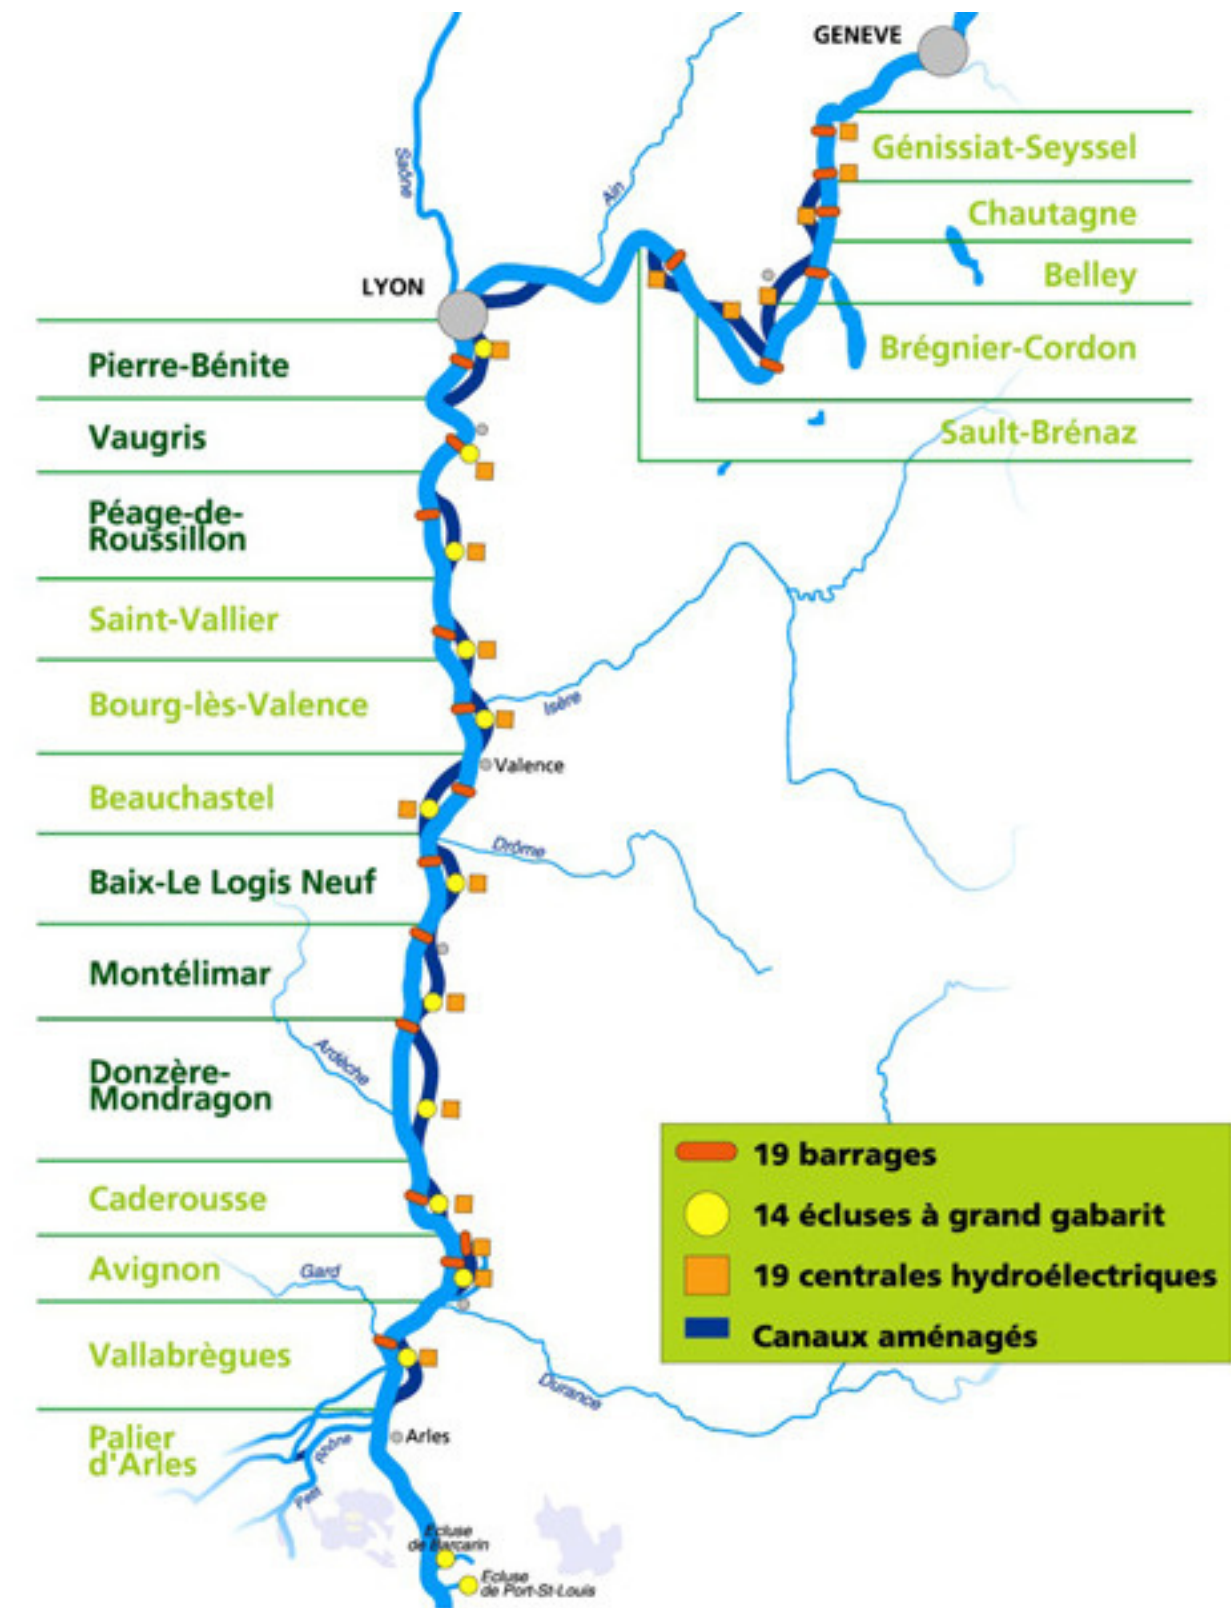 GENEVE
Génissiat-Seyssel
Saône
Ain
Chautagne
Belley
LYON
Brégnier-Cordon
Pierre-Bénite
Vaugris
Sault-Brénaz
Péage-de-
Roussillon
Saint-Vallier
Bourg-lès-Valence
Isère
Valence
Beauchastel
Drôme
Baix-Le Logis Neuf
Montélimar
Ardèche
Donzère-
Mondragon
19 barrages
Caderousse
14 écluses à grand gabarit
Avignon
Gard
19 centrales hydroélectriques
Canaux aménagés
Vallabrègues
Durance
Palier
d'Arles
Arles
Petit Rhône
Ecluse
de Barcarin
Ecluse
de Port-St-Louis